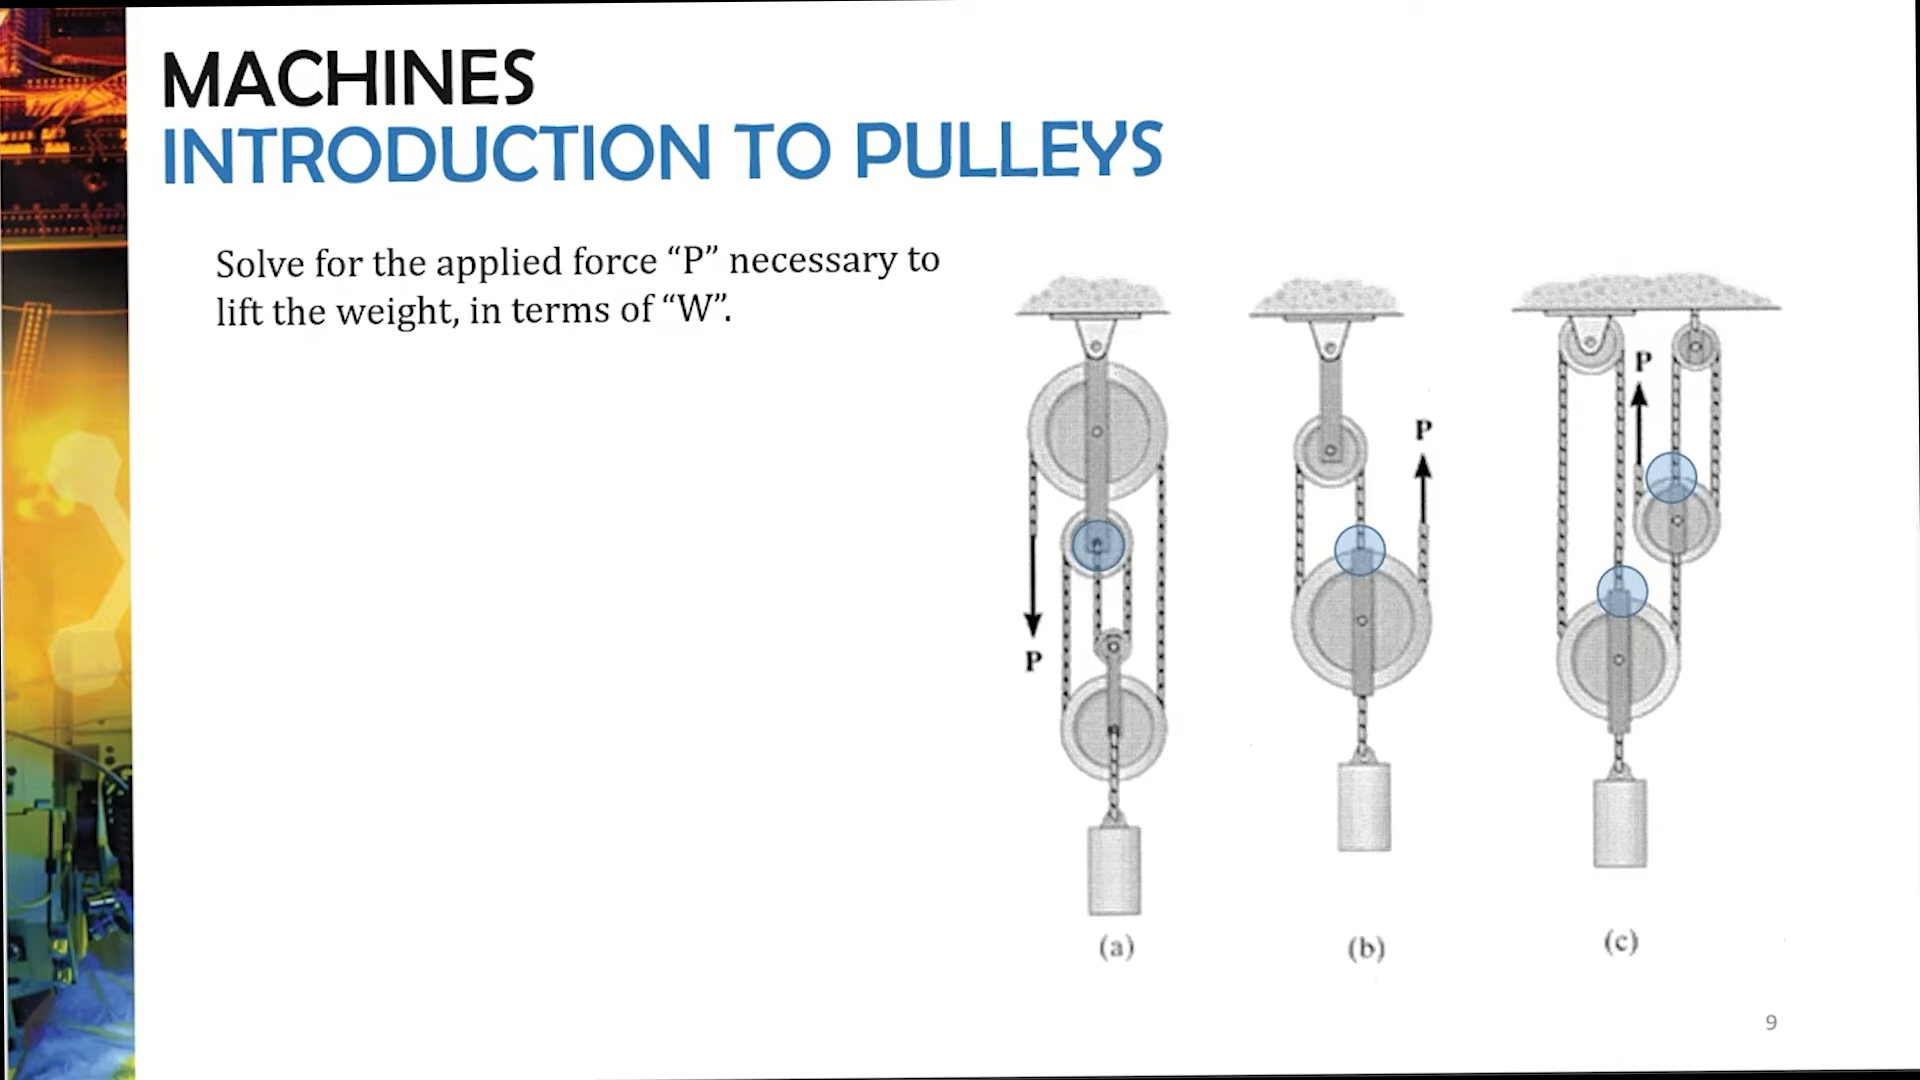 MACHINES
INTRODUCTION TO PULLEYS
Solve for the applied force “P” necessary to
lift the weight, in terms of “W”.
P
P
P
(a)
(b)
(c)
9